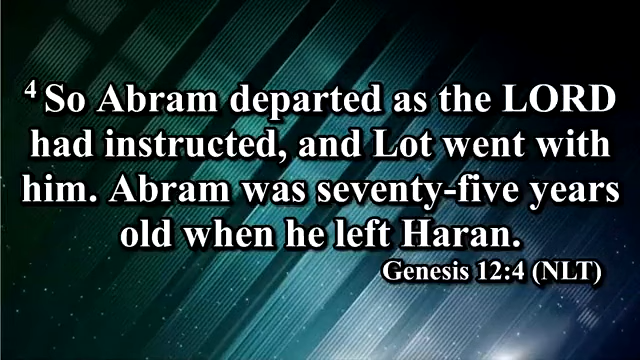 4 So Abram departed as the LORD
had instructed, and Lot went with
him. Abram was seventy-five years
old when he left Haran.
Genesis 12:4 (NLT)